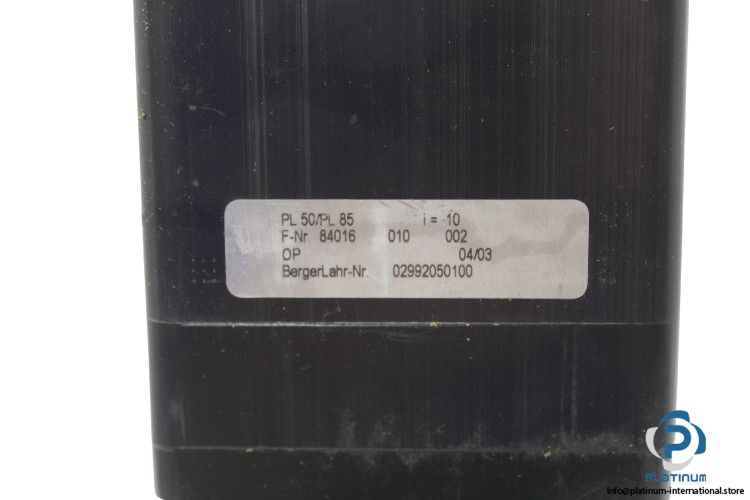 PL 50/PL 85 i = 10
F-Nr 84016 010 002
OP 04/03
BergerLahr-Nr. 02992050100
PLATINUM
Info@platinum-international.store